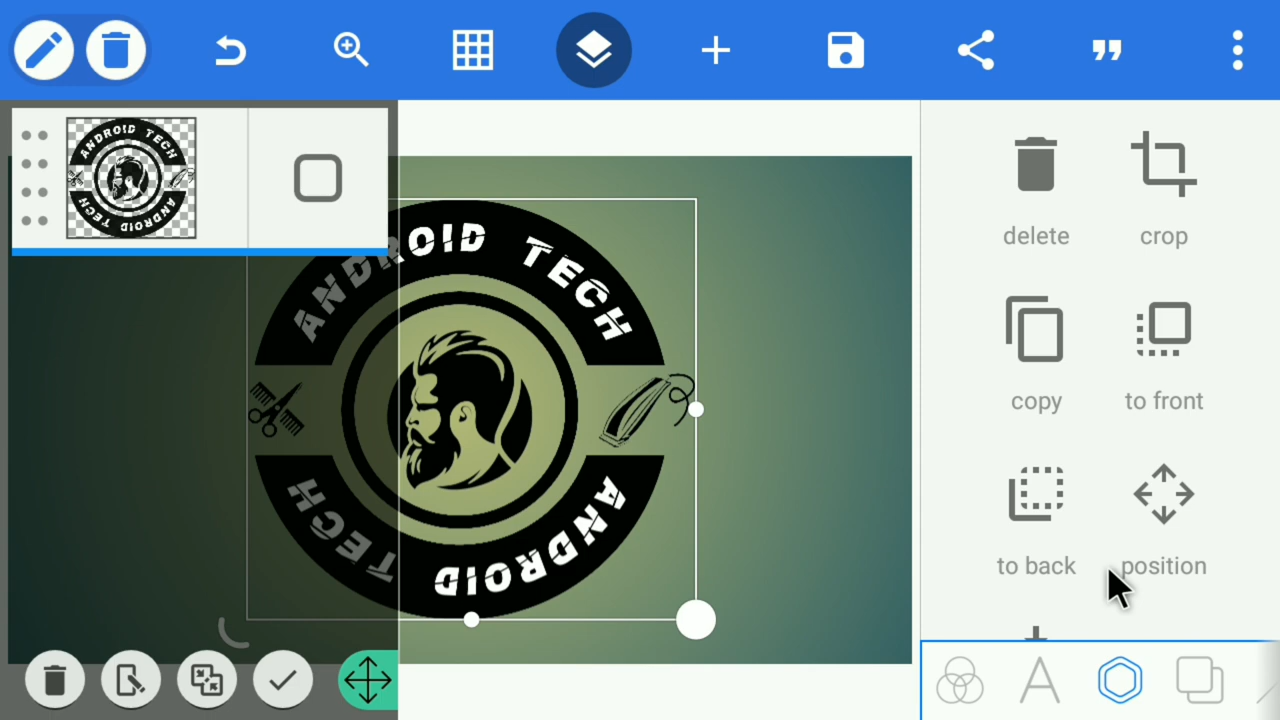 ANDROID TECH
ANDROID TECH
ANDROID TECH
ANDROID TECH
delete
crop
copy
to front
to back
position